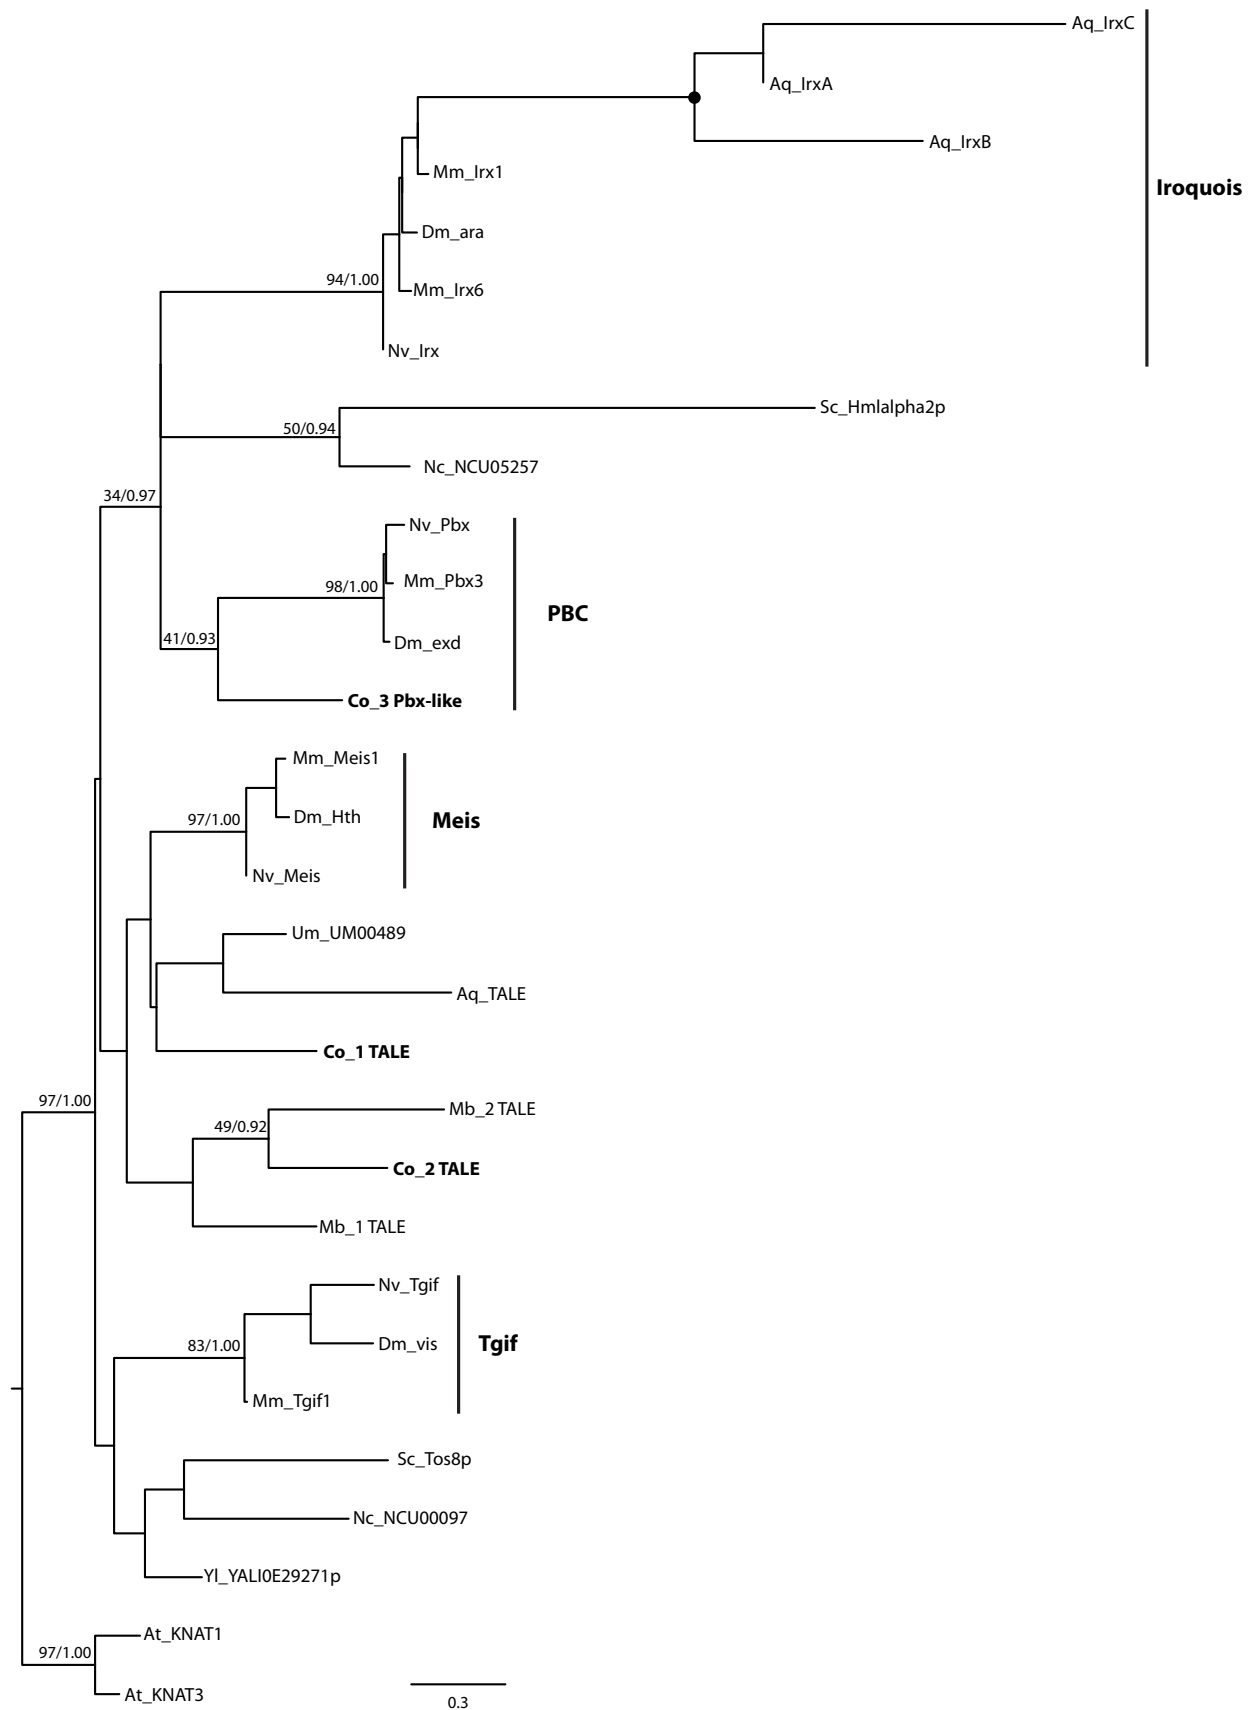 Aq_IrxC
Aq_IrxA
Aq_IrxB
Mm_Irx1
Iroquois
Dm_ara
94/1.00
Mm_Irx6
Nv_Irx
Sc_Hmlalpha2p
50/0.94
Nc_NCU05257
34/0.97
Nv_Pbx
Mm_Pbx3
98/1.00
PBC
41/0.93
Dm_exd
Co_3 Pbx-like
Mm_Meis1
97/1.00
Dm_Hth
Meis
Nv_Meis
Um_UM00489
Aq_TALE
Co_1 TALE
97/1.00
Mb_2 TALE
49/0.92
Co_2 TALE
Mb_1 TALE
Nv_Tgif
83/1.00
Dm_vis
Tgif
Mm_Tgif1
Sc_Tos8p
Nc_NCU00097
Yl_YALI0E29271p
At_KNAT1
97/1.00
At_KNAT3
0.3